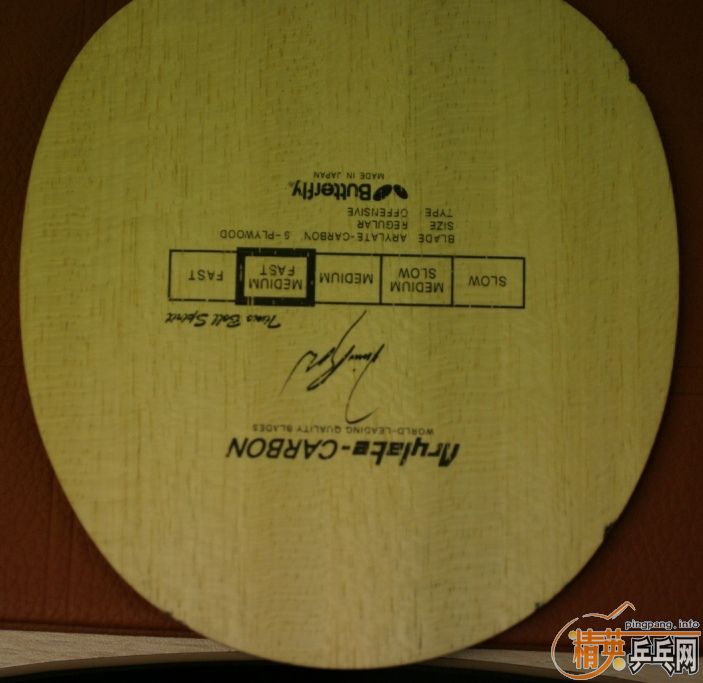 Arylate-CARBON
WORLD-LEADING QUALITY BLADES
Timo Boll Spirit
SLOW MEDIUM SLOW MEDIUM MEDIUM FAST FAST
BLADE ARYLATE-CARBON, 5-PLYWOOD
SIZE REGULAR
TYPE OFFENSIVE
Butterfly®
MADE IN JAPAN
pingpang.info
精英乒乓网